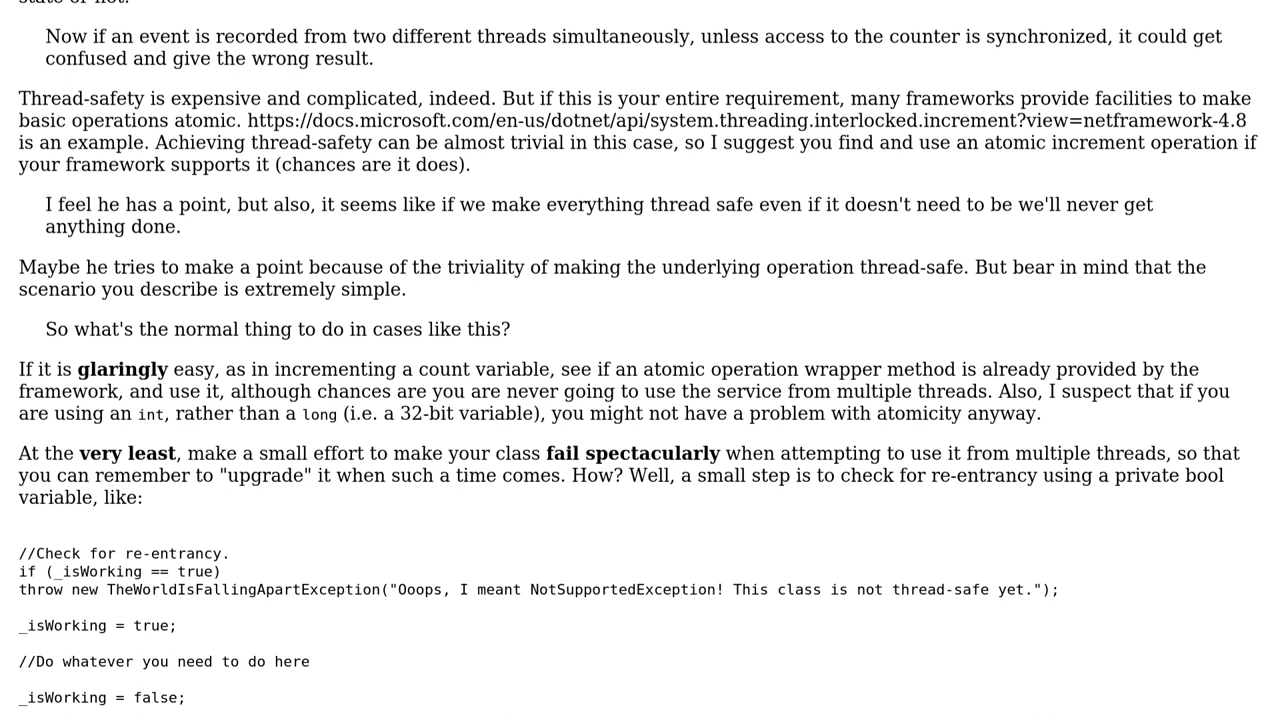 state or not.
Now if an event is recorded from two different threads simultaneously, unless access to the counter is synchronized, it could get
confused and give the wrong result.
Thread-safety is expensive and complicated, indeed. But if this is your entire requirement, many frameworks provide facilities to make
basic operations atomic. https://docs.microsoft.com/en-us/dotnet/api/system.threading.interlocked.increment?view=netframework-4.8
is an example. Achieving thread-safety can be almost trivial in this case, so I suggest you find and use an atomic increment operation if
your framework supports it (chances are it does).
I feel he has a point, but also, it seems like if we make everything thread safe even if it doesn't need to be we'll never get
anything done.
Maybe he tries to make a point because of the triviality of making the underlying operation thread-safe. But bear in mind that the
scenario you describe is extremely simple.
So what's the normal thing to do in cases like this?
If it is glaringly easy, as in incrementing a count variable, see if an atomic operation wrapper method is already provided by the
framework, and use it, although chances are you are never going to use the service from multiple threads. Also, I suspect that if you
are using an int, rather than a long (i.e. a 32-bit variable), you might not have a problem with atomicity anyway.
At the very least, make a small effort to make your class fail spectacularly when attempting to use it from multiple threads, so that
you can remember to "upgrade" it when such a time comes. How? Well, a small step is to check for re-entrancy using a private bool
variable, like:
//Check for re-entrancy.
if (_isWorking == true)
throw new TheWorldIsFallingApartException("Ooops, I meant NotSupportedException! This class is not thread-safe yet.");
_isWorking = true;
//Do whatever you need to do here
_isWorking = false;